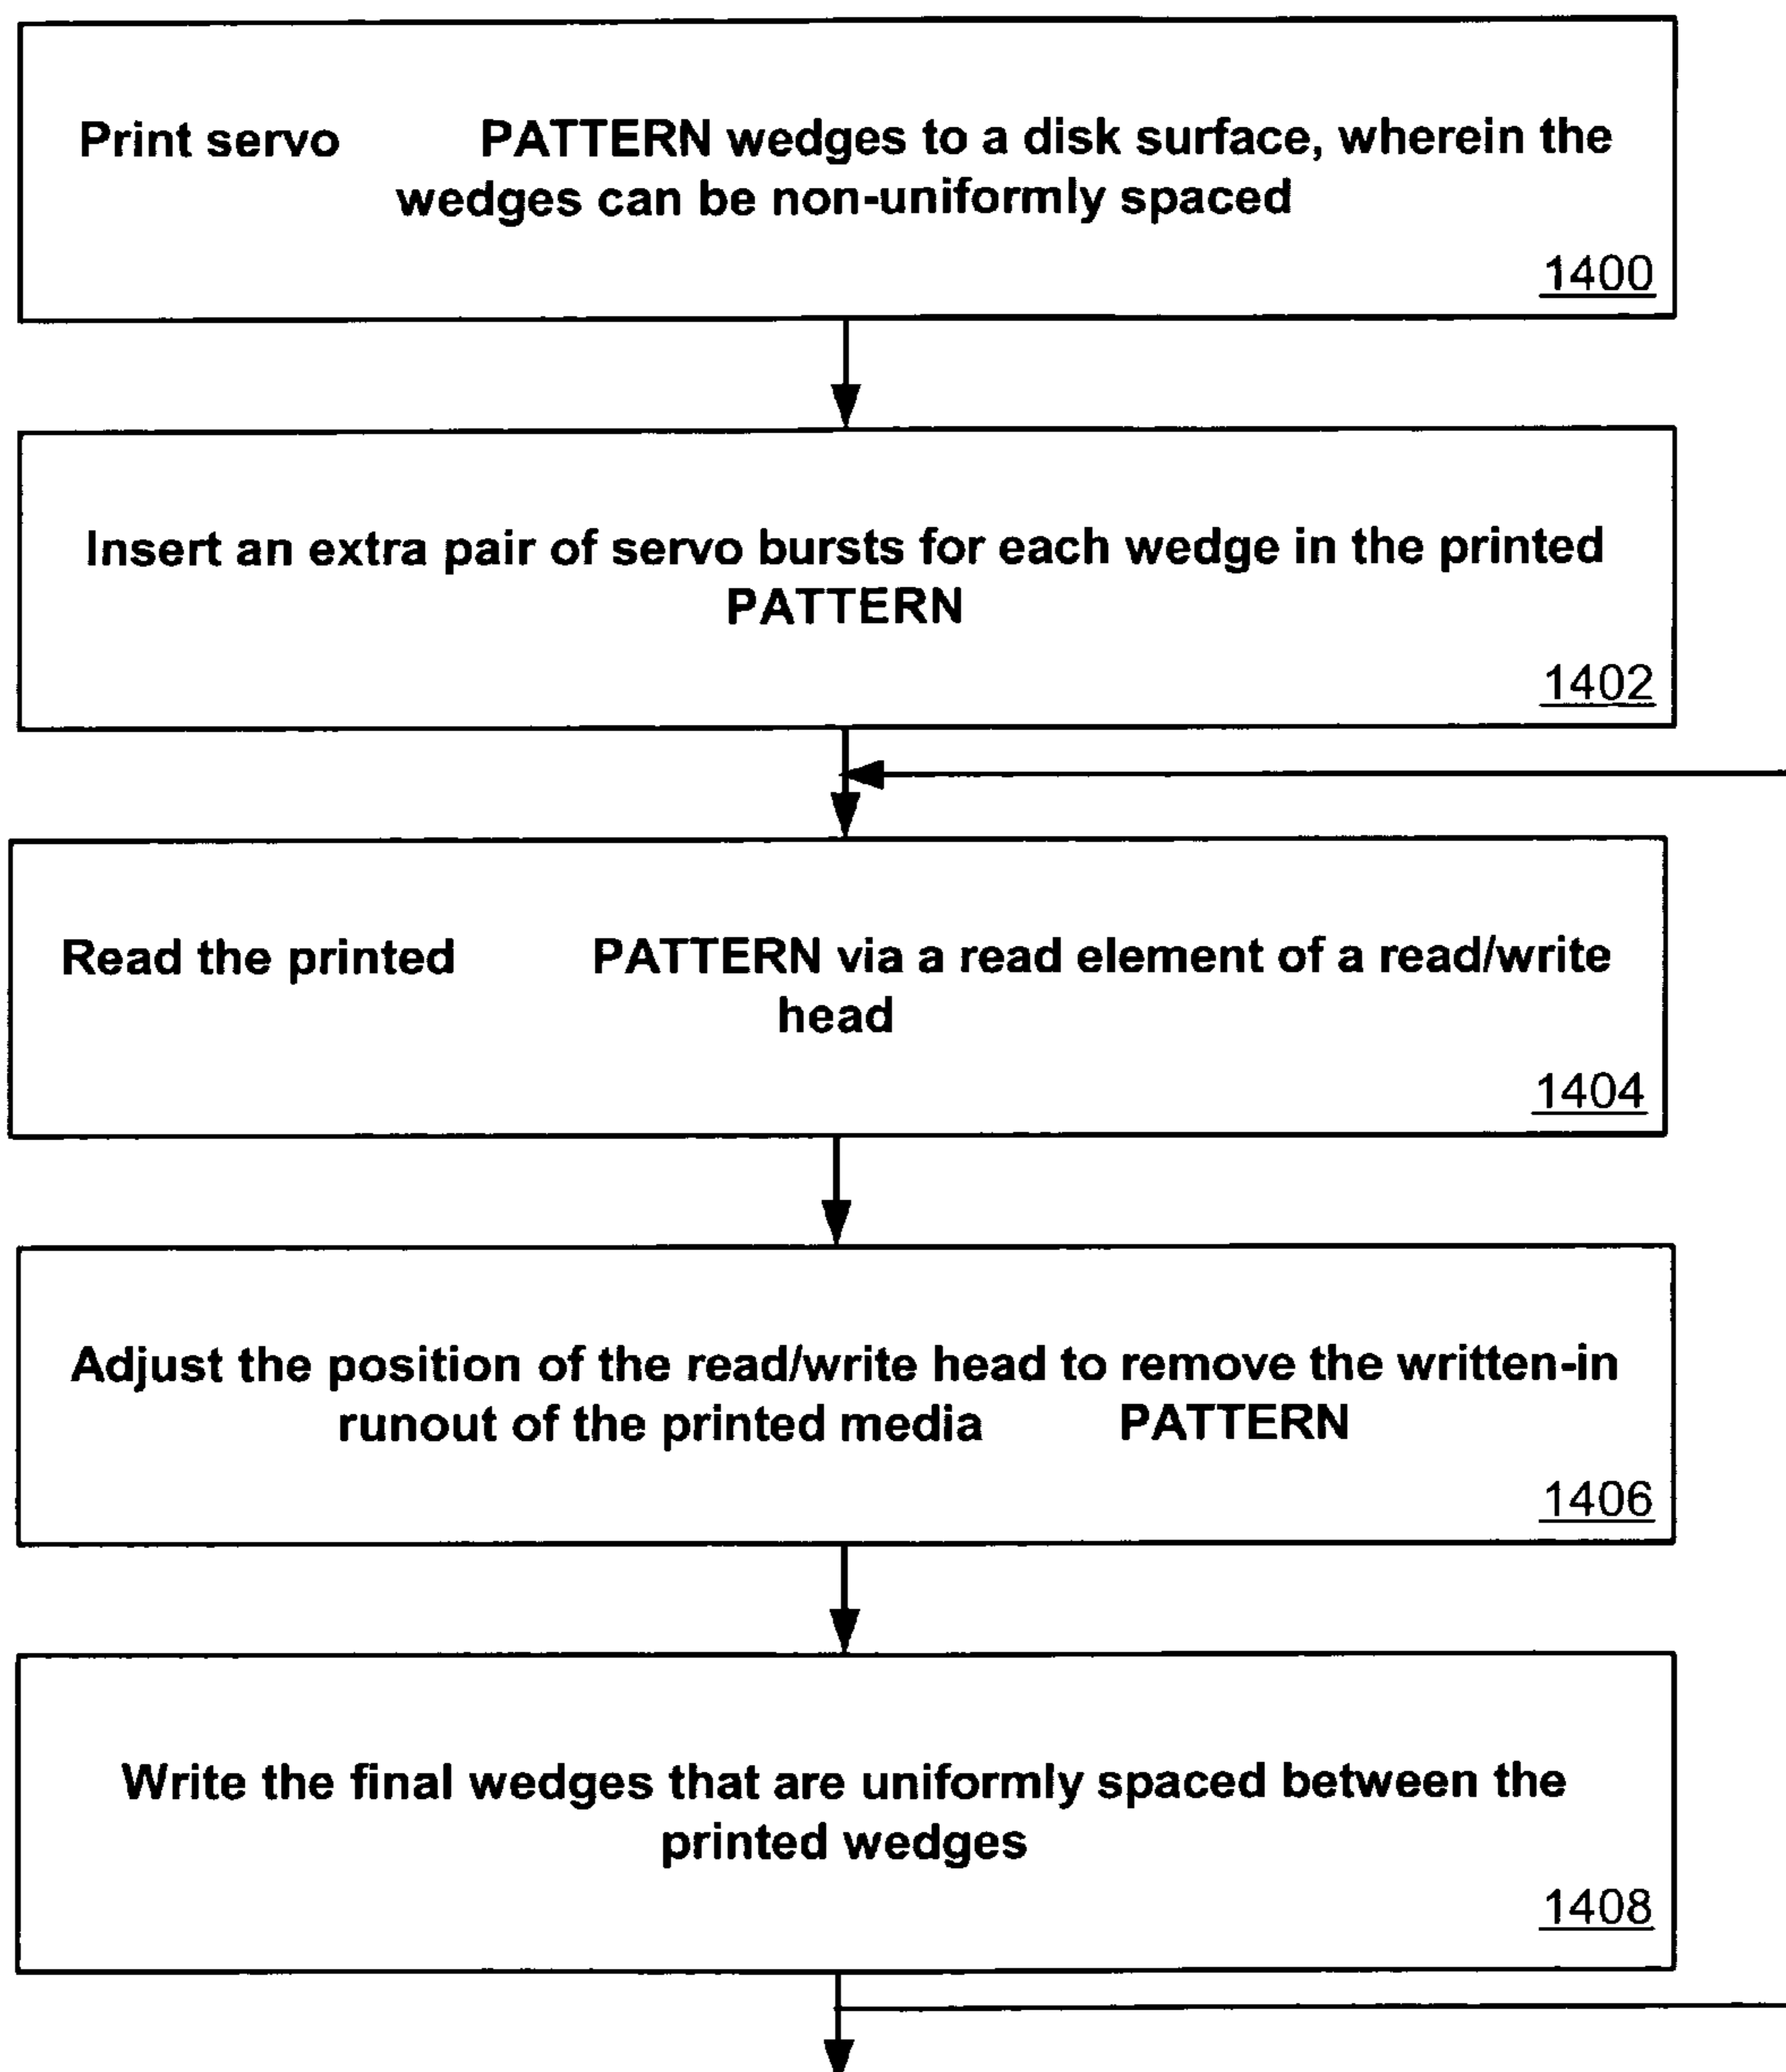 Print servo PATTERN wedges to a disk surface, wherein the
wedges can be non-uniformly spaced
1400
Insert an extra pair of servo bursts for each wedge in the printed
PATTERN
1402
Read the printed PATTERN via a read element of a read/write
head
1404
Adjust the position of the read/write head to remove the written-in
runout of the printed media PATTERN
1406
Write the final wedges that are uniformly spaced between the
printed wedges
1408